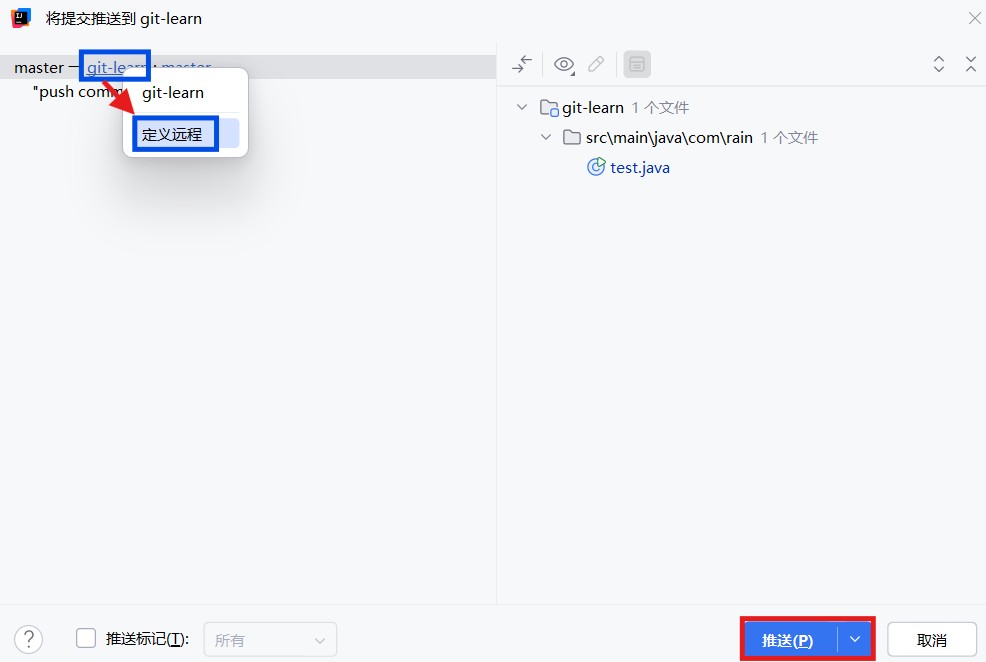 将提交推送到 git-learn
master — git-learn : master
"push comm
git-learn
定义远程
git-learn 1 个文件
src\main\java\com\rain 1 个文件
test.java
?
推送标记(T):
所有
推送(P)
取消